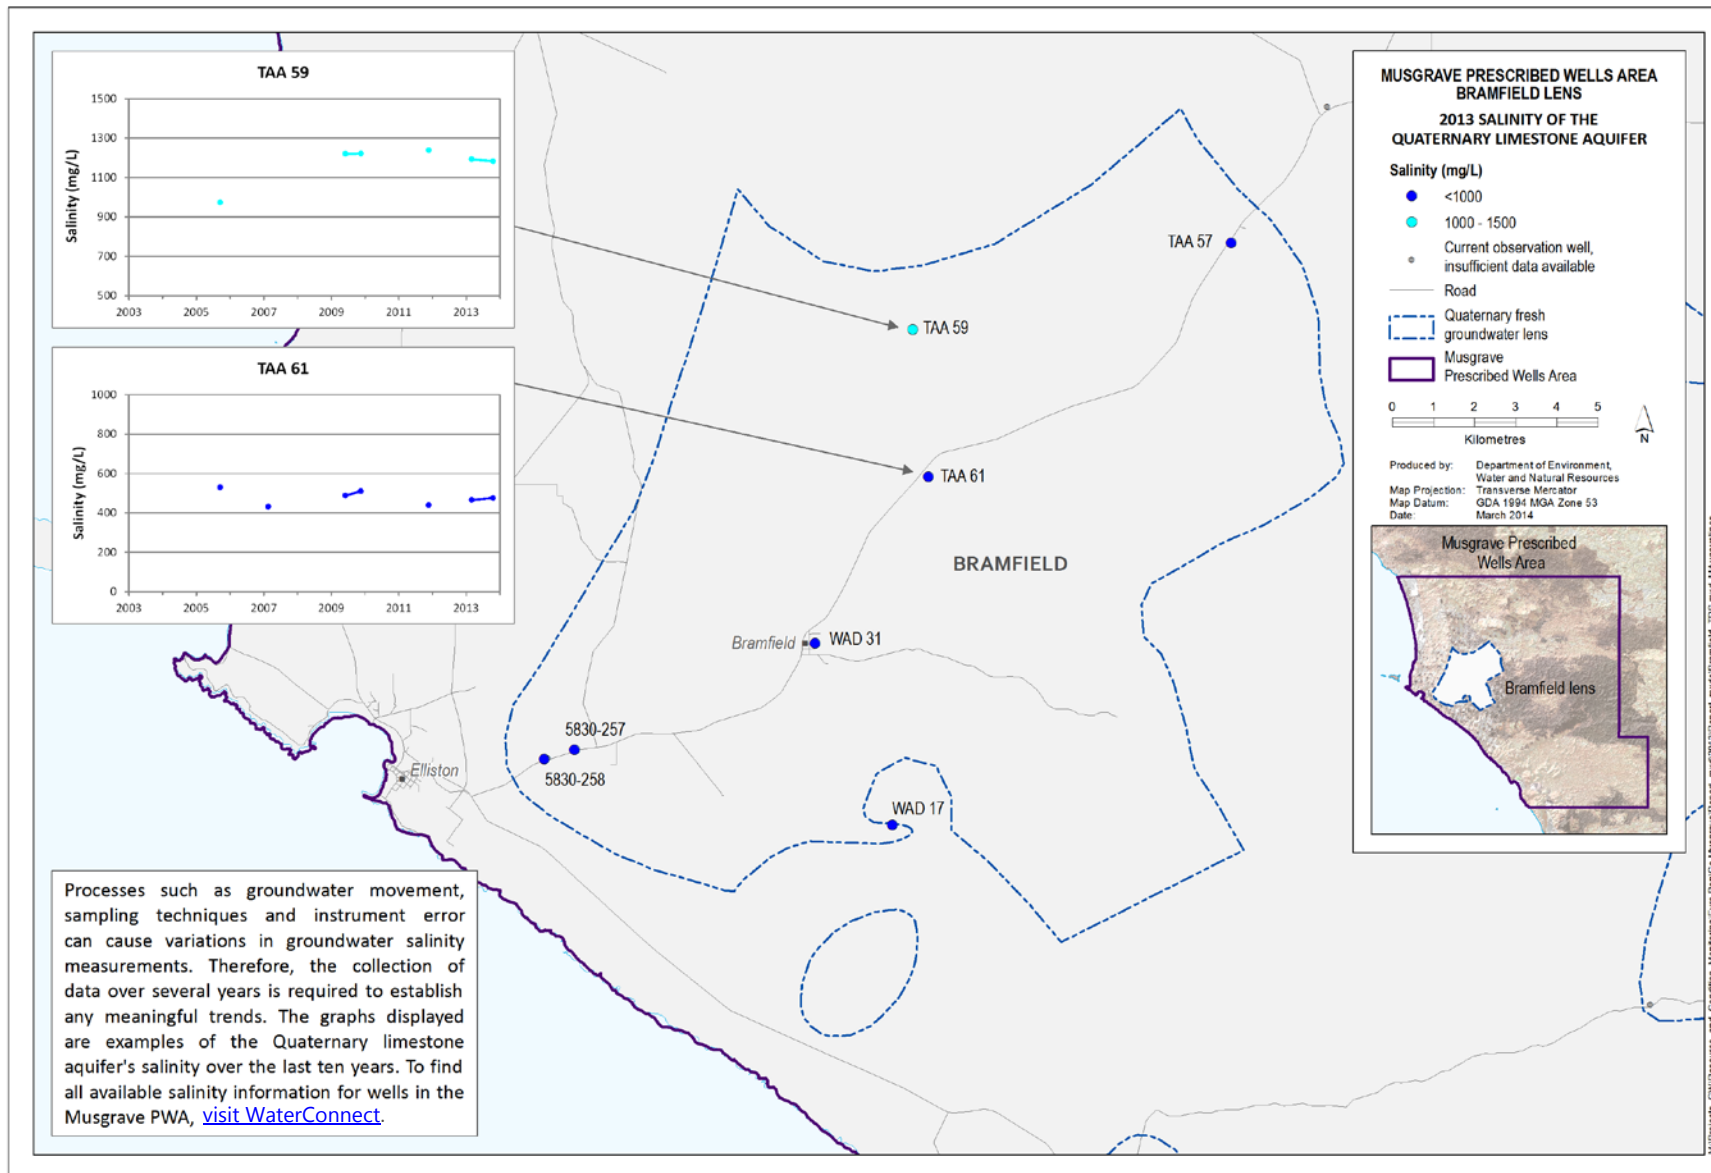 TAA 59
Salinity (mg/L)
1500
1300
1100
900
700
500
2003 2005 2007 2009 2011 2013
TAA 61
Salinity (mg/L)
1000
800
600
400
200
0
2003 2005 2007 2009 2011 2013
TAA 57
TAA 59
TAA 61
BRAMFIELD
Bramfield
WAD 31
5830-257
5830-258
Elliston
WAD 17
Processes such as groundwater movement,
sampling techniques and instrument error
can cause variations in groundwater salinity
measurements. Therefore, the collection of
data over several years is required to establish
any meaningful trends. The graphs displayed
are examples of the Quaternary limestone
aquifer's salinity over the last ten years. To find
all available salinity information for wells in the
Musgrave PWA, visit WaterConnect.
MUSGRAVE PRESCRIBED WELLS AREA
BRAMFIELD LENS
2013 SALINITY OF THE
QUATERNARY LIMESTONE AQUIFER
Salinity (mg/L)
<1000
1000 - 1500
Current observation well,
insufficient data available
Road
Quaternary fresh
groundwater lens
Musgrave
Prescribed Wells Area
0 1 2 3 4 5
Kilometres
N
Produced by: Department of Environment,
Water and Natural Resources
Map Projection: Transverse Mercator
Map Datum: GDA 1994 MGA Zone 53
Date: March 2014
Musgrave Prescribed
Wells Area
Bramfield lens